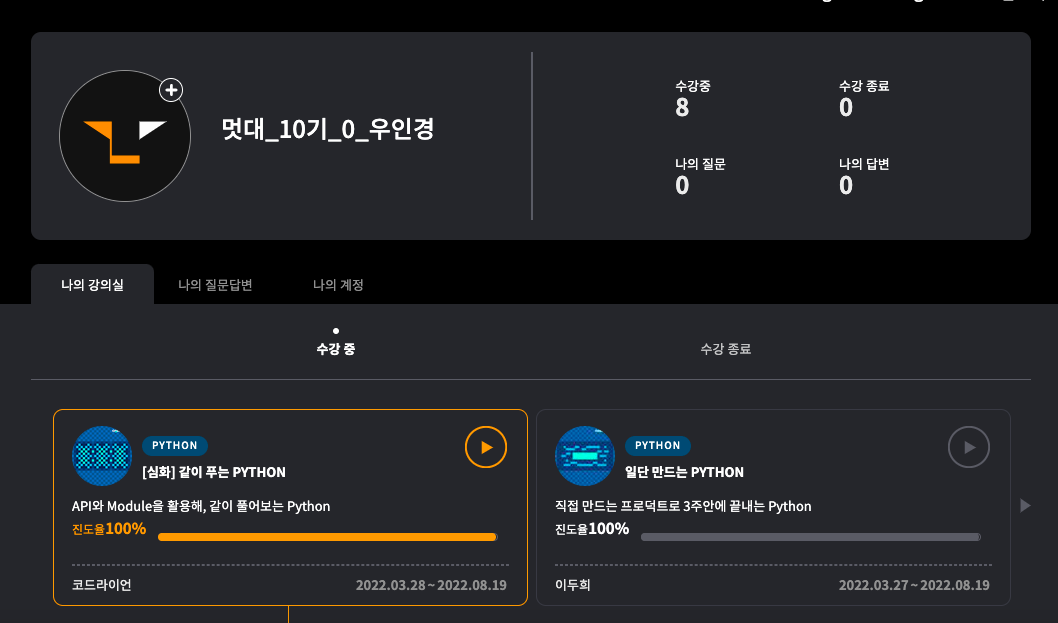 멋대_10기_0_우인경
수강중
8
수강 종료
0
나의 질문
0
나의 답변
0
나의 강의실
나의 질문답변
나의 계정
수강 중
수강 종료
PYTHON
[심화] 같이 푸는 PYTHON
API와 Module을 활용해, 같이 풀어보는 Python
진도율100%
코드라이언
2022.03.28 ~ 2022.08.19
PYTHON
일단 만드는 PYTHON
직접 만드는 프로덕트로 3주안에 끝내는 Python
진도율100%
이두희
2022.03.27 ~ 2022.08.19